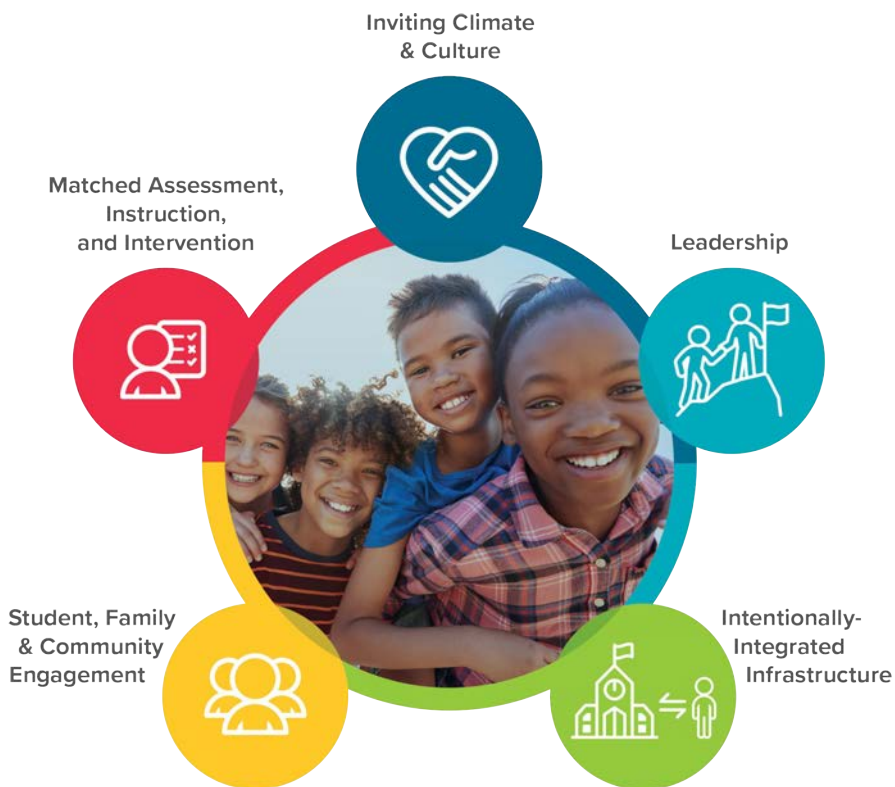 Inviting Climate
& Culture
Matched Assessment,
Instruction,
and Intervention
Leadership
Student, Family
& Community
Engagement
Intentionally-
Integrated
Infrastructure